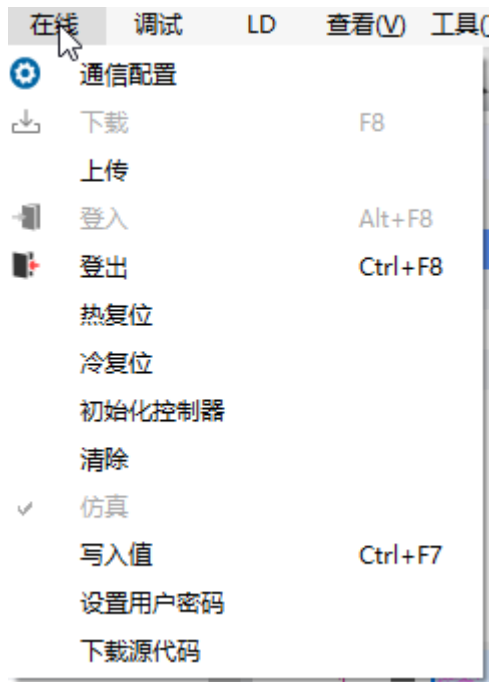 在线 调试 LD 查看(V) 工具(
通信配置
下载 F8
上传
登入 Alt+F8
登出 Ctrl+F8
热复位
冷复位
初始化控制器
清除
仿真
写入值 Ctrl+F7
设置用户密码
下载源代码